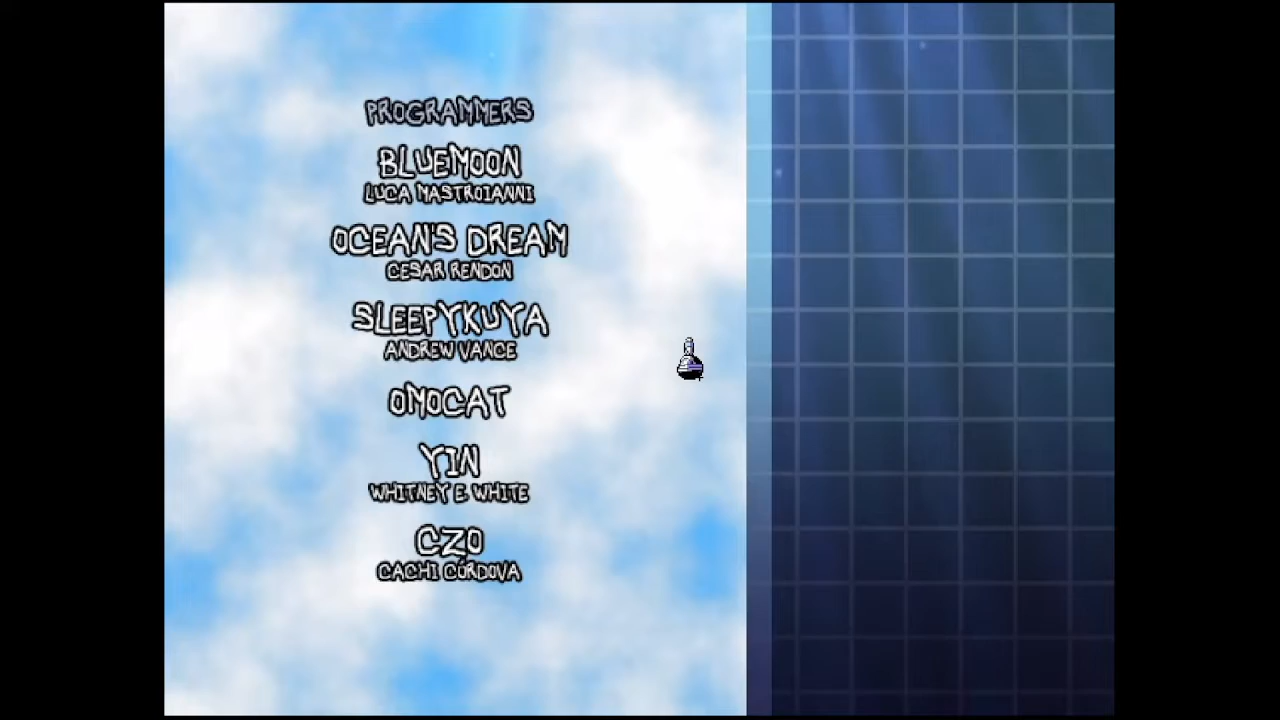 PROGRAMMERS
BLUEMOON
LUCA MASTROIANNI
OCEAN'S DREAM
CESAR RENDON
SLEEPYKUYA
ANDREW VANCE
OMOCAT
YIN
WHITNEY E. WHITE
CZO
CACHI CÓRDOVA